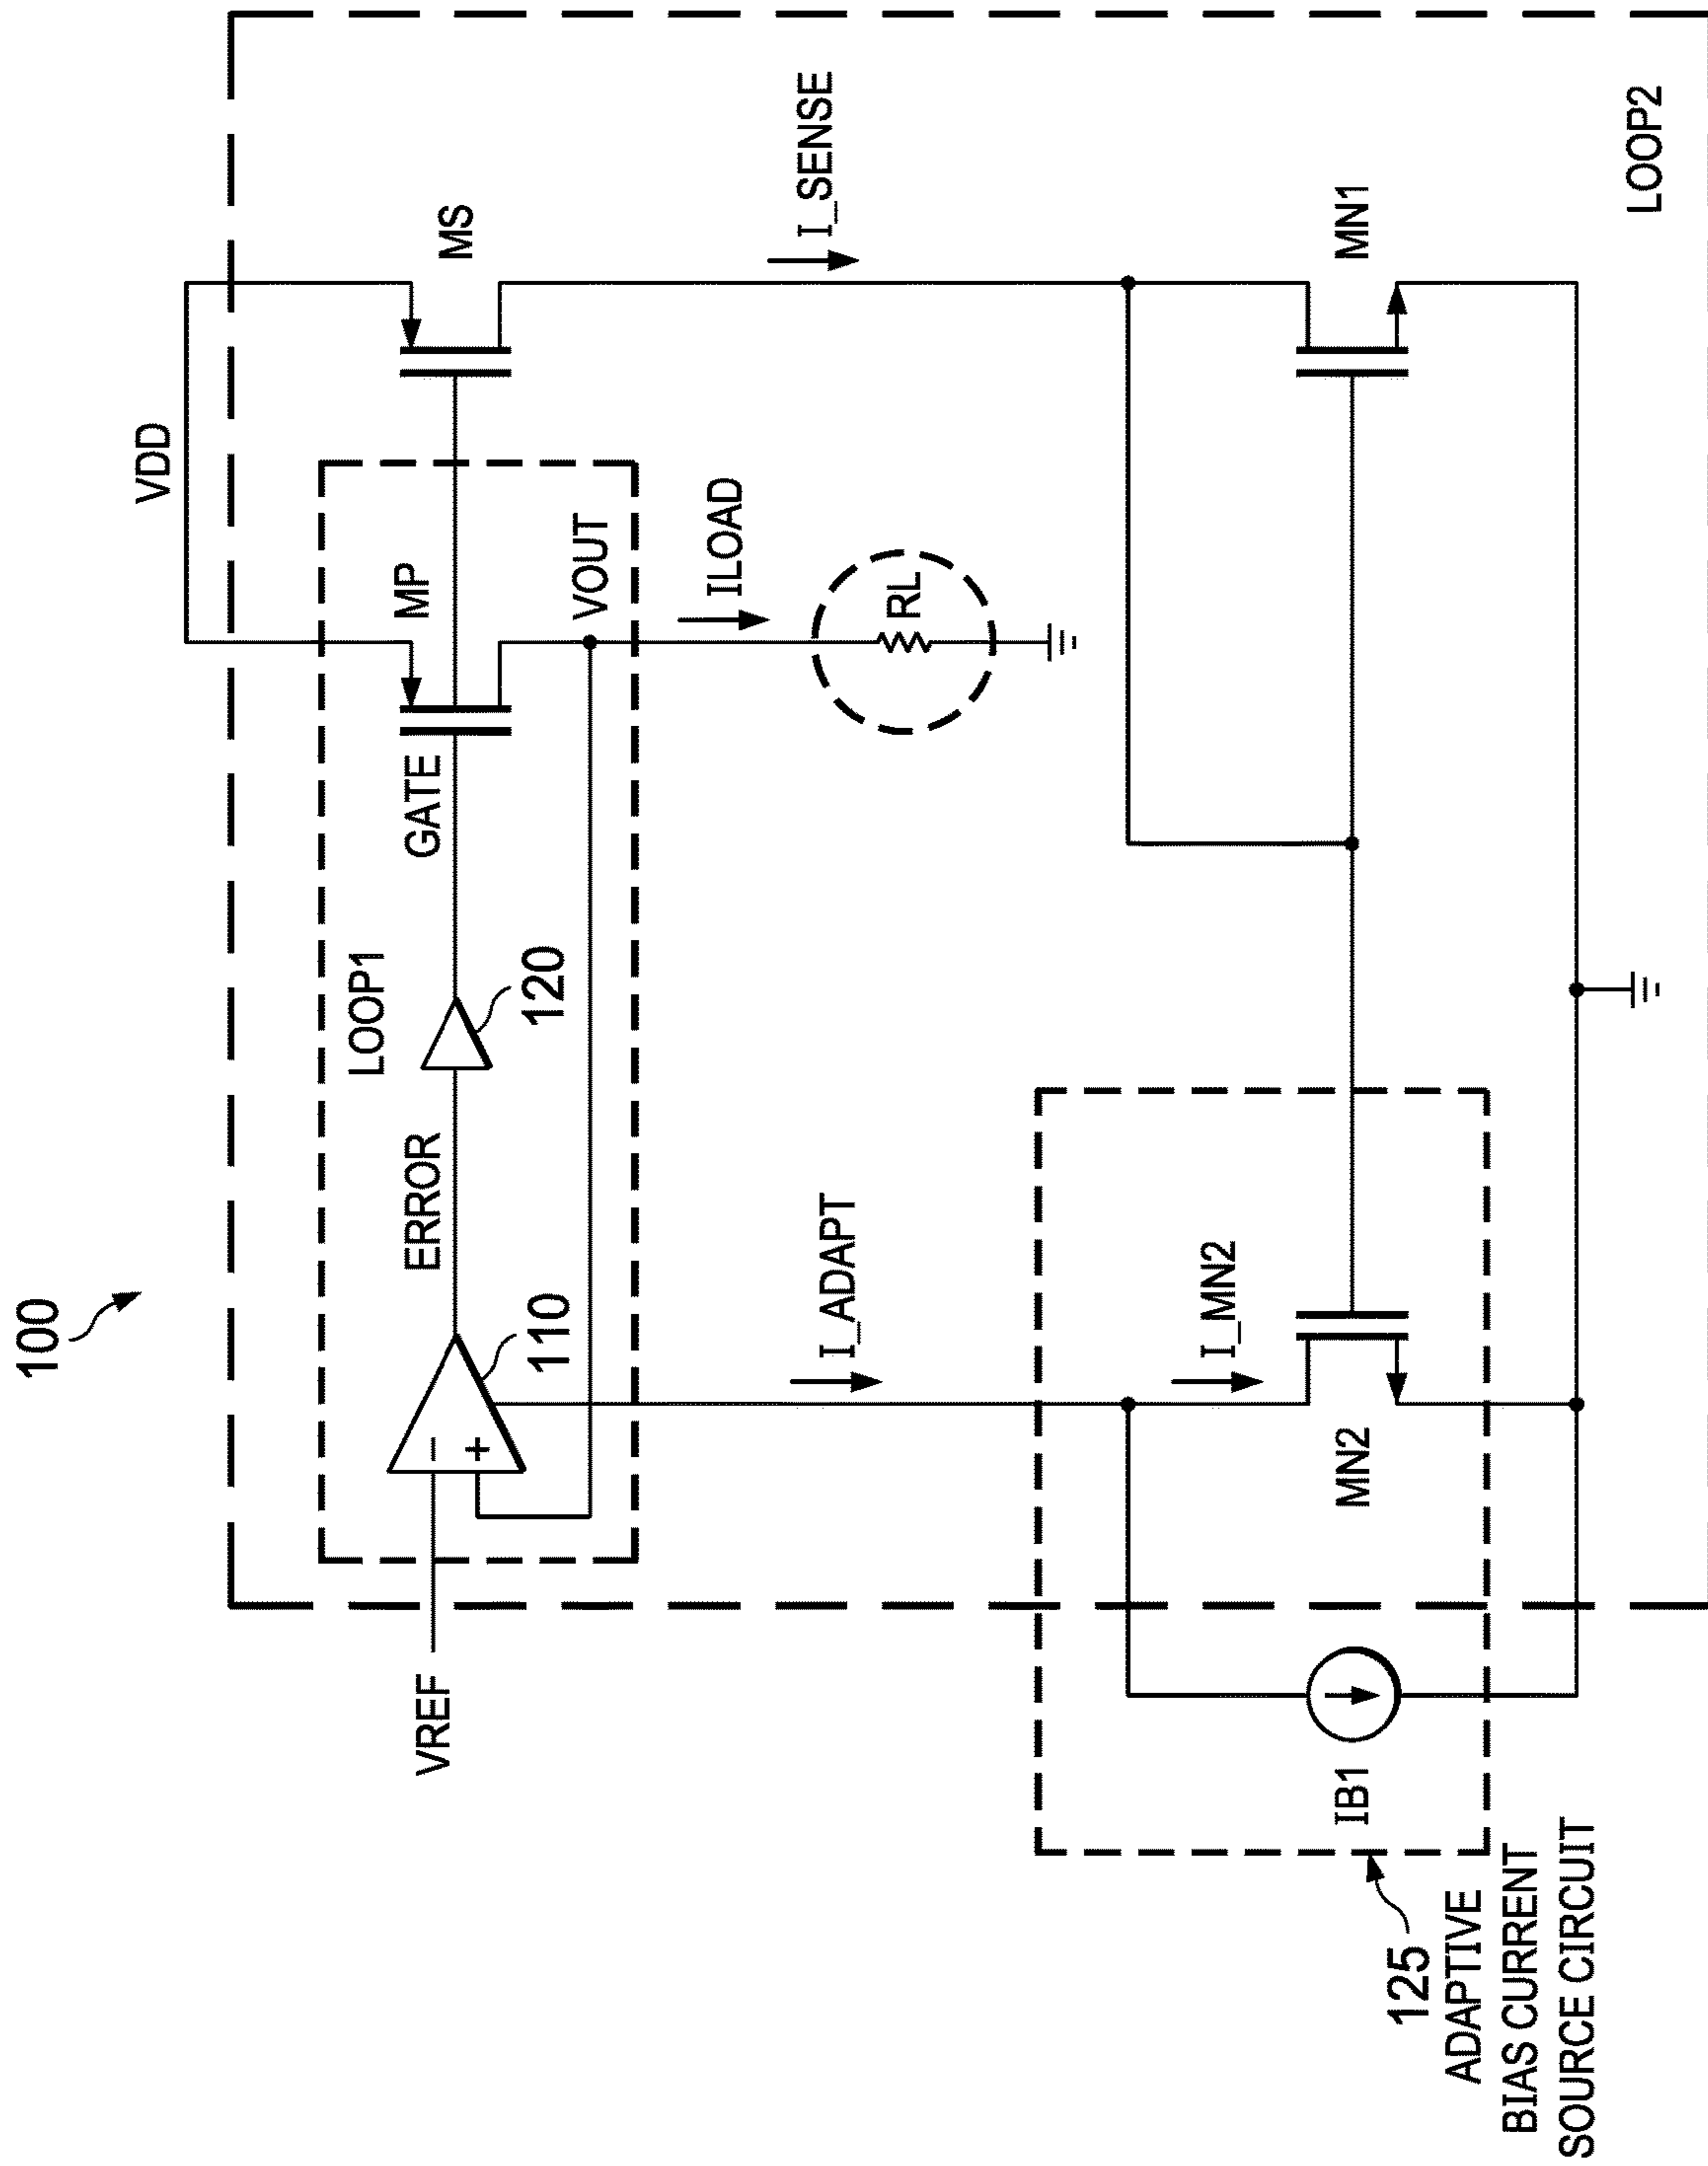 100
VDD
LOOP1
VREF
−
+
110
ERROR
120
GATE
MP
MS
VOUT
ILOAD
RL
I_SENSE
I_ADAPT
I_MN2
MN2
MN1
IB1
LOOP2
125
ADAPTIVE
BIAS CURRENT
SOURCE CIRCUIT